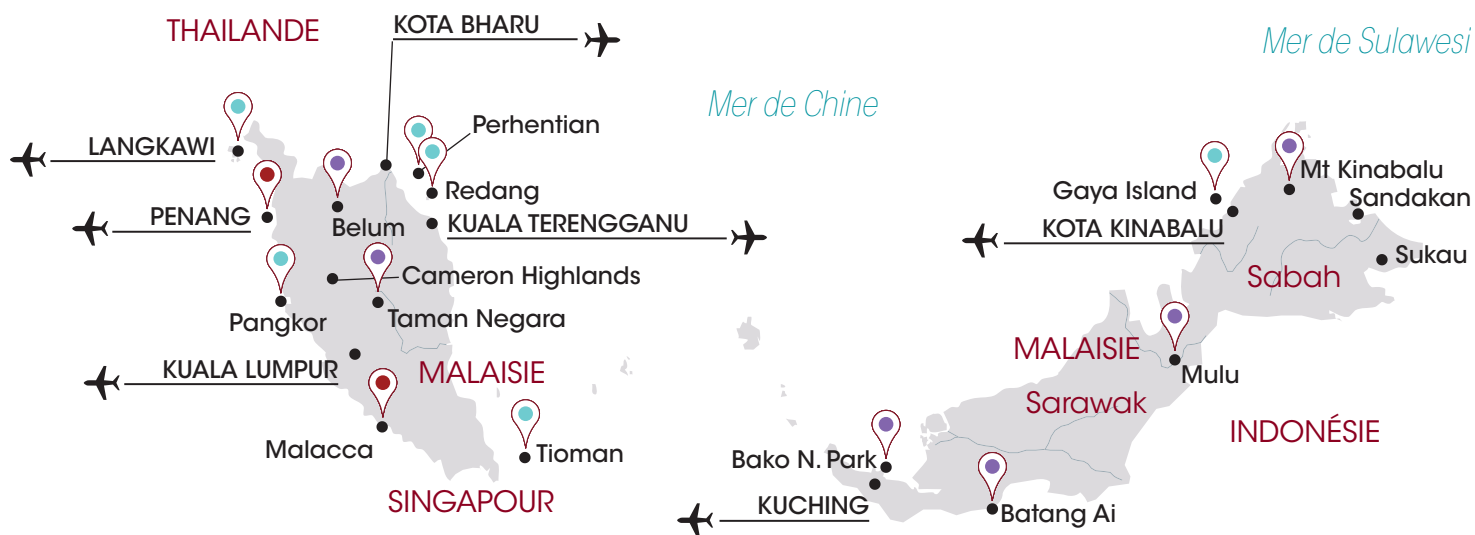 THAILANDE
KOTA BHARU
Mer de Sulawesi
Mer de Chine
Perhentian
LANGKAWI
Redang
PENANG
Belum
KUALA TERENGGANU
Cameron Highlands
Pangkor
Taman Negara
KUALA LUMPUR
MALAISIE
Malacca
Tioman
SINGAPOUR
Mt Kinabalu
Gaya Island
Sandakan
KOTA KINABALU
Sukau
Sabah
MALAISIE
Mulu
Sarawak
INDONÉSIE
Bako N. Park
KUCHING
Batang Ai